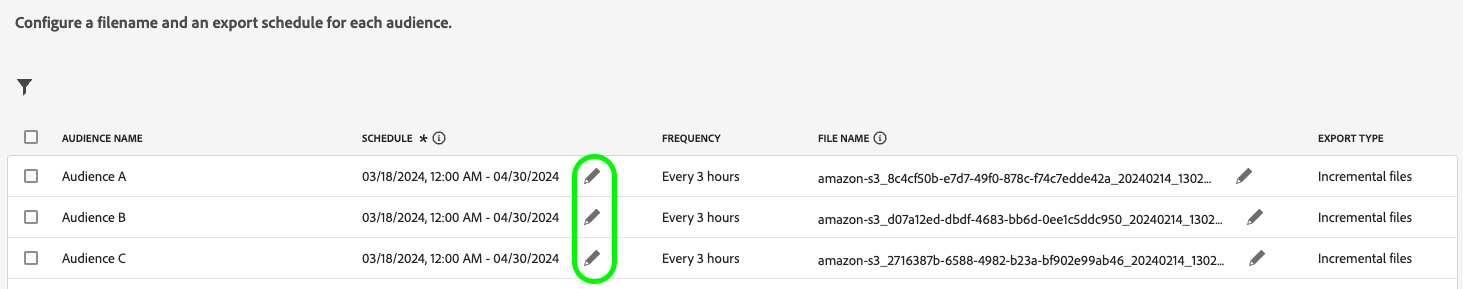 Configure a filename and an export schedule for each audience.
AUDIENCE NAME SCHEDULE * FREQUENCY FILE NAME EXPORT TYPE
Audience A 03/18/2024, 12:00 AM - 04/30/2024 Every 3 hours amazon-s3_8c4cf50b-e7d7-49f0-878c-f74c7edde42a_20240214_1302... Incremental files
Audience B 03/18/2024, 12:00 AM - 04/30/2024 Every 3 hours amazon-s3_d07a12ed-dbdf-4683-bb6d-0ee1c5ddc950_20240214_1302... Incremental files
Audience C 03/18/2024, 12:00 AM - 04/30/2024 Every 3 hours amazon-s3_2716387b-6588-4982-b23a-bf902e99ab46_20240214_1302... Incremental files